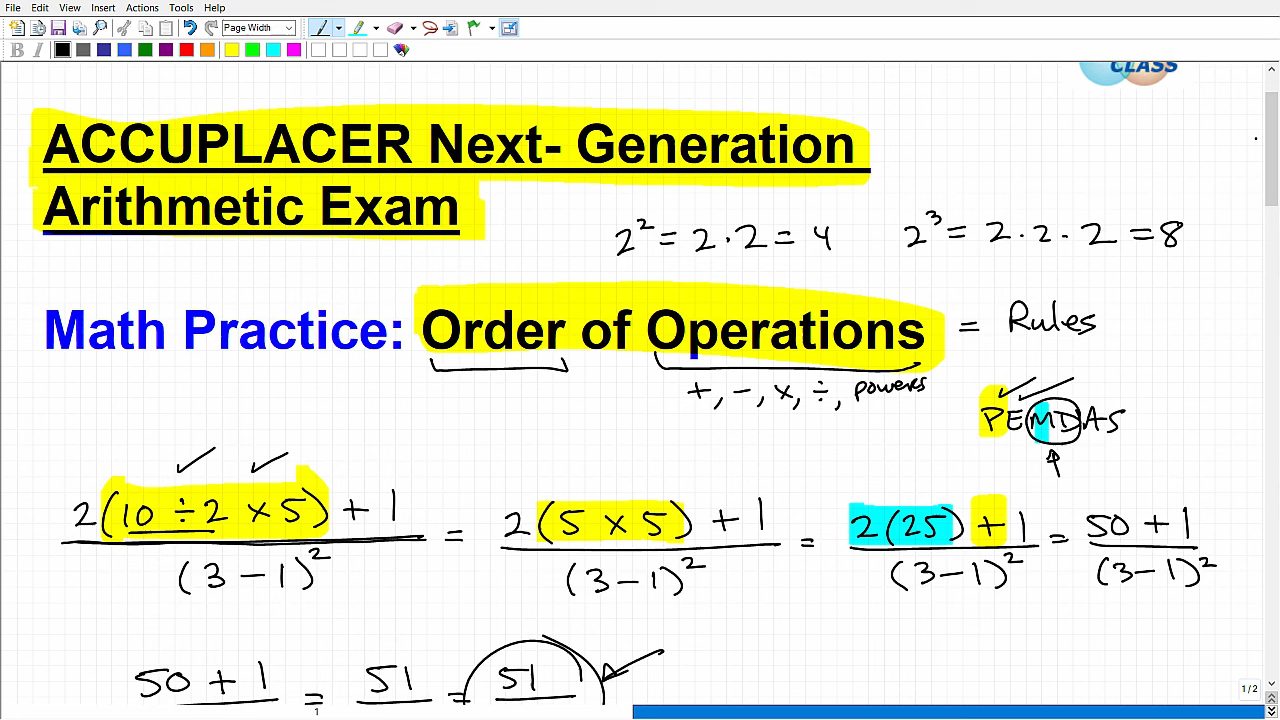 File Edit View Insert Actions Tools Help
Page Width
B I
CLASS
ACCUPLACER Next- Generation
Arithmetic Exam
2² = 2·2 = 4 2³ = 2·2·2 = 8
Math Practice: Order of Operations = Rules
+, −, x, ÷, powers
PEMDAS
2(10 ÷ 2 × 5) + 1 / (3 − 1)² = 2(5 × 5) + 1 / (3 − 1)² = 2(25) + 1 / (3 − 1)² = 50 + 1 / (3 − 1)²
50 + 1 = 51 = 51
1/2
1